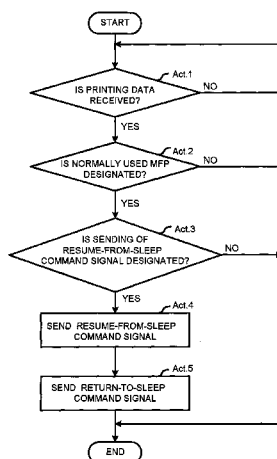 START
Act.1
IS PRINTING DATA
RECEIVED?
NO
YES
Act.2
IS NORMALLY USED MFP
DESIGNATED?
NO
YES
Act.3
IS SENDING OF
RESUME-FROM-SLEEP
COMMAND SIGNAL DESIGNATED?
NO
YES
Act.4
SEND RESUME-FROM-SLEEP
COMMAND SIGNAL
Act.5
SEND RETURN-TO-SLEEP
COMMAND SIGNAL
END